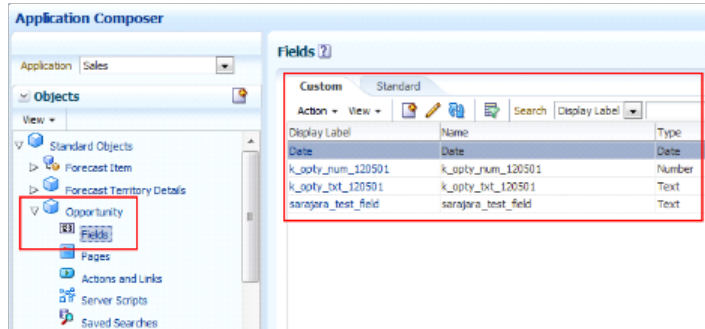 Application Composer
Application Sales
Objects
View
Standard Objects
Forecast Item
Forecast Territory Details
Opportunity
Fields
Pages
Actions and Links
Server Scripts
Saved Searches
Fields ?
Custom Standard
Action View Search Display Label
Display Label Name Type
Date Date Date
k_opty_num_120501 k_opty_num_120501 Number
k_opty_txt_120501 k_opty_txt_120501 Text
sarajara_test_field sarajara_test_field Text